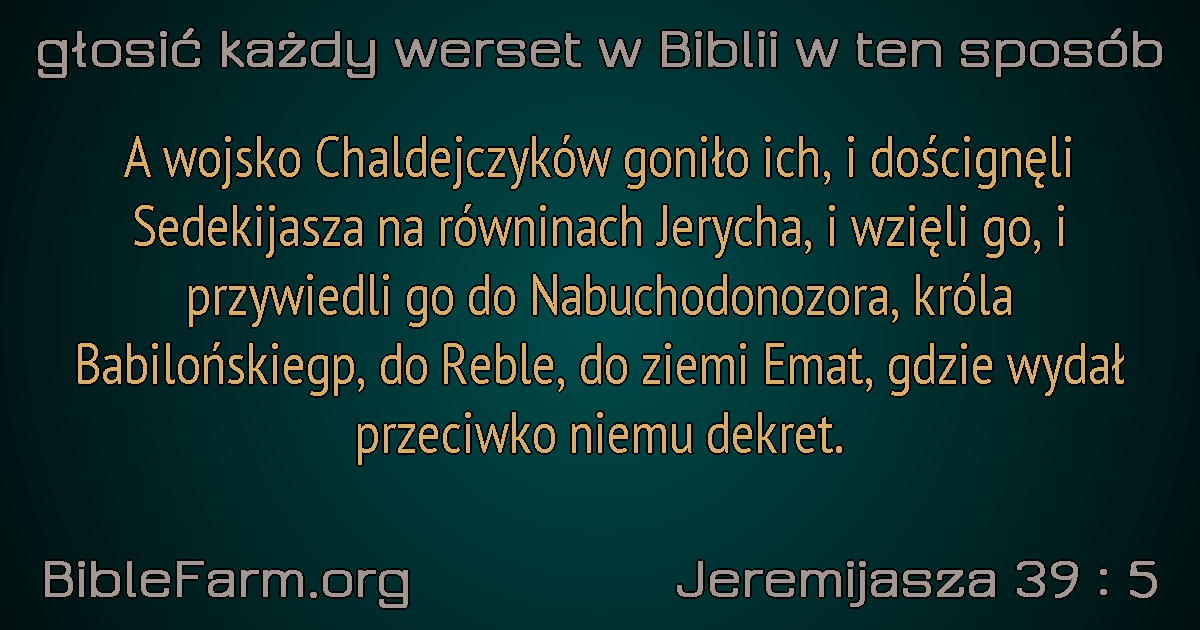 głosić każdy werset w Biblii w ten sposób
A wojsko Chaldejczyków goniło ich, i doścignęli
Sedekijasza na równinach Jerycha, i wzięli go, i
przywiedli go do Nabuchodonozora, króla
Babilońskiegp, do Reble, do ziemi Emat, gdzie wydał
przeciwko niemu dekret.
BibleFarm.org
Jeremijasza 39 : 5